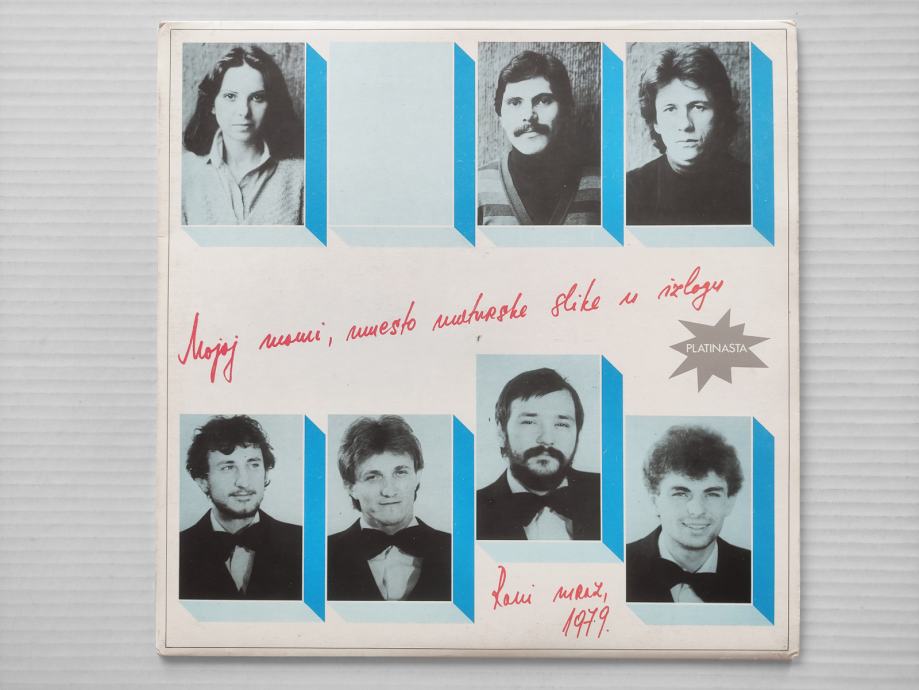 Mojoj mami, umesto maturske slike u izlogu
PLATINASTA
Rani mraz,
1979.